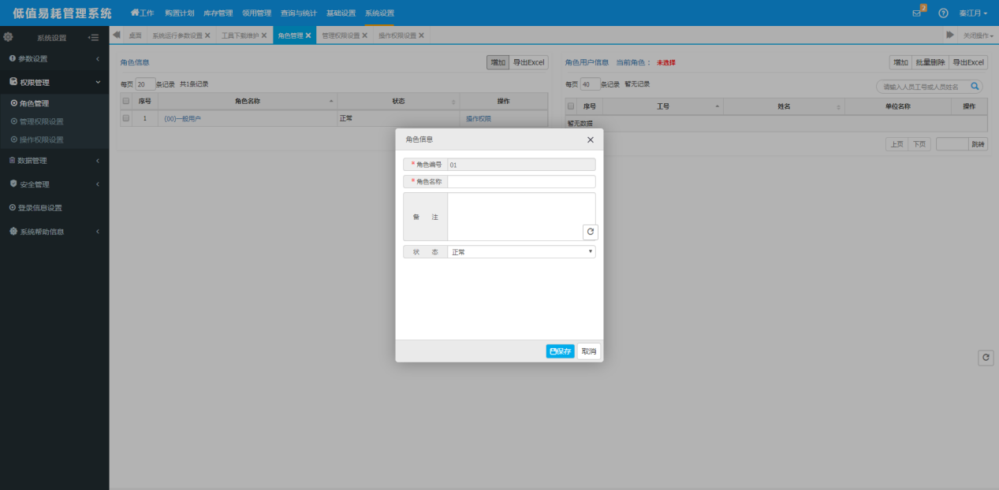 低值易耗管理系统 工作 购置计划 库存管理 领用管理 查询与统计 基础设置 系统设置 2 秦江月
系统设置 桌面 系统运行参数设置 工具下载维护 角色管理 管理权限设置 操作权限设置 关闭操作
参数设置
权限管理
角色管理
管理权限设置
操作权限设置
数据管理
安全管理
登录信息设置
系统帮助信息
角色信息 增加 导出Excel
每页 20 条记录 共1条记录
序号 角色名称 状态 操作
1 (00)一般用户 正常 操作权限
角色用户信息 当前角色： 未选择 增加 批量删除 导出Excel
每页 40 条记录 暂无记录 请输入人员工号或人员姓名
序号 工号 姓名 单位名称 操作
暂无数据
上页 下页 跳转
角色信息
* 角色编号 01
* 角色名称
备 注
状 态 正常
保存 取消